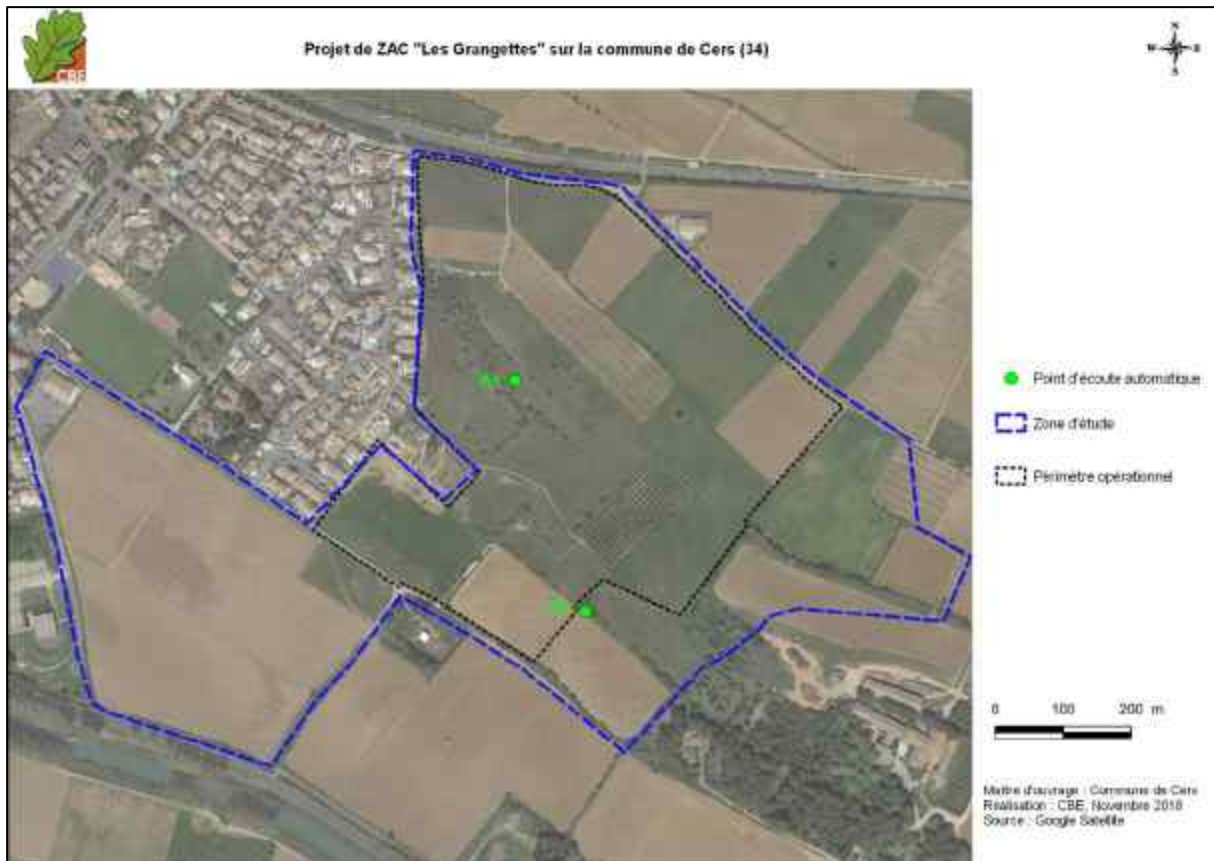 CBE
Projet de ZAC "Les Grangettes" sur la commune de Cers (34)
N
W E
S
Point d'écoute automatique
Zone d'étude
Périmètre opérationnel
0 100 200 m
Maître d'ouvrage : Commune de Cers
Réalisation : CBE, Novembre 2018
Source : Google Satellite